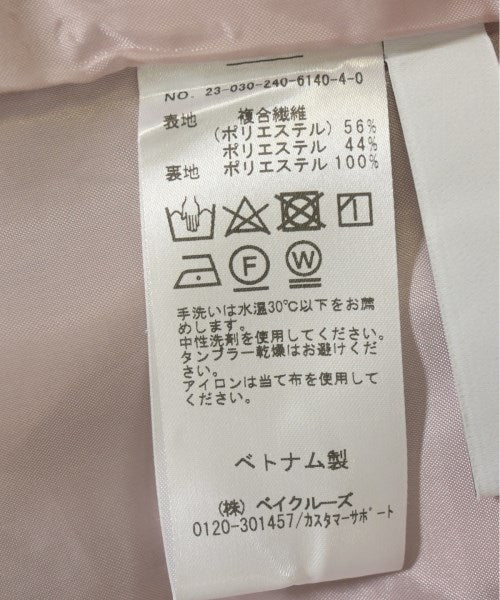 NO. 23-030-240-6140-4-0
表地 複合繊維
(ポリエステル) 56%
ポリエステル 44%
裏地 ポリエステル 100%
F W
手洗いは水温30℃以下をお薦
めします。
中性洗剤を使用してください。
タンブラー乾燥はお避けくだ
さい。
アイロンは当て布を使用して
ください。
ベトナム製
(株) ベイクルーズ
0120-301457/カスタマーサポート